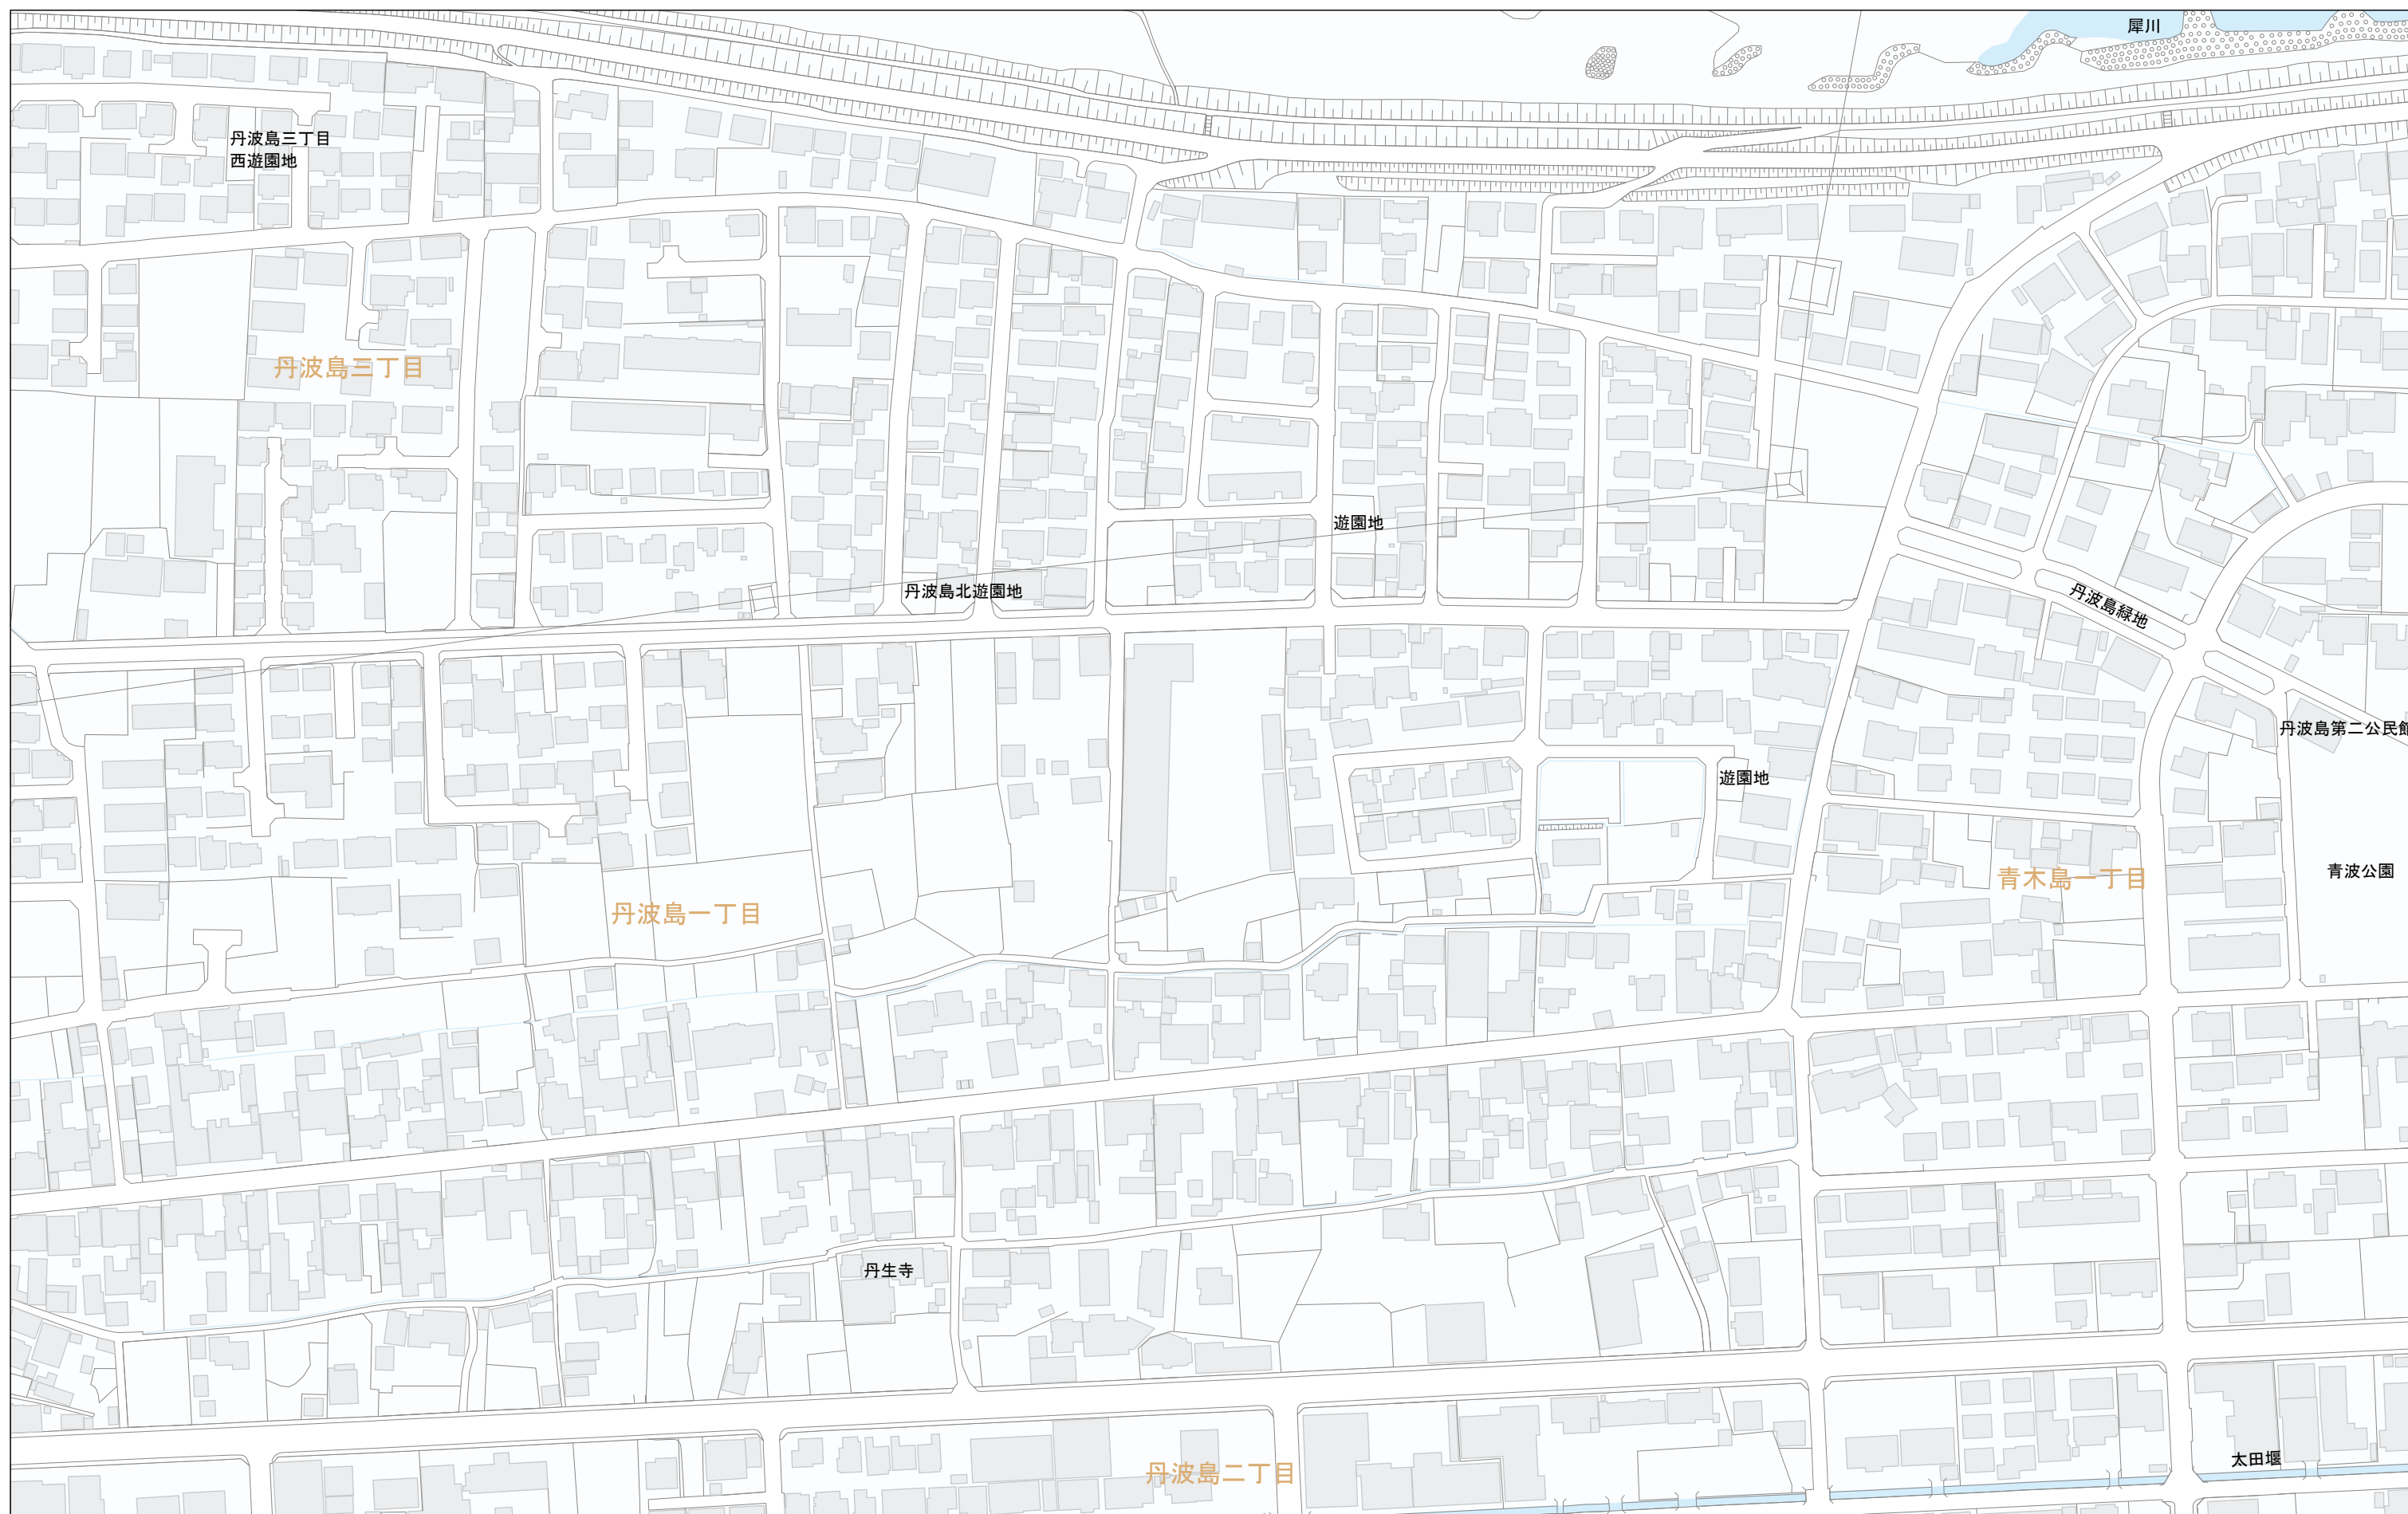 犀川
丹波島三丁目
西遊園地
丹波島三丁目
遊園地
丹波島北遊園地
丹波島緑地
丹波島第二公民館
遊園地
青波公園
青木島一丁目
丹波島一丁目
丹生寺
太田堰
丹波島二丁目